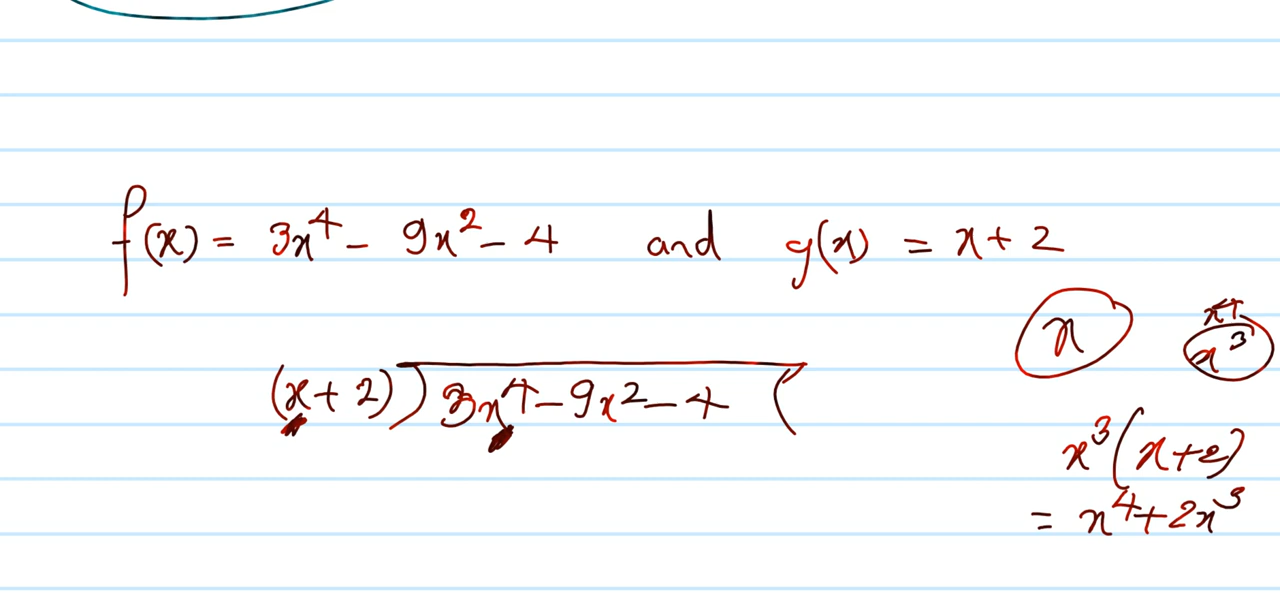 f(x) = 3x⁴ - 9x² - 4 and g(x) = x + 2
x
x³
(x + 2) ) 3x⁴ - 9x² - 4 (
x³(x+2)
= x⁴+2x³